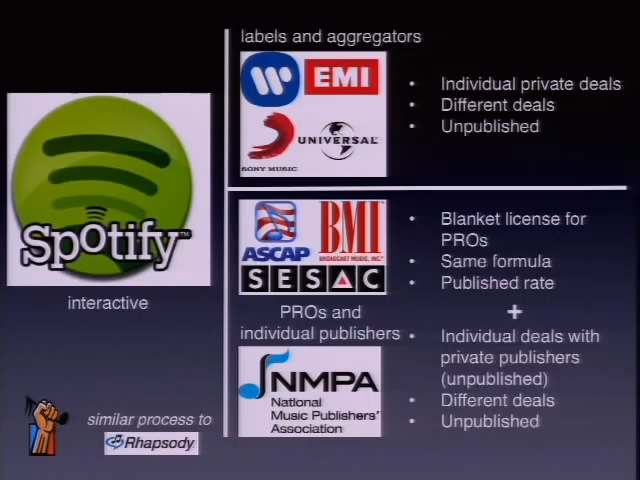 labels and aggregators
EMI
SONY MUSIC
UNIVERSAL
• Individual private deals
• Different deals
• Unpublished
Spotify™
interactive
ASCAP
BMI
BROADCAST MUSIC, INC.
SESAC
PROs and
individual publishers
• Blanket license for
PROs
• Same formula
• Published rate
+
• Individual deals with
private publishers
(unpublished)
• Different deals
• Unpublished
NMPA
National
Music Publishers'
Association
similar process to
Rhapsody